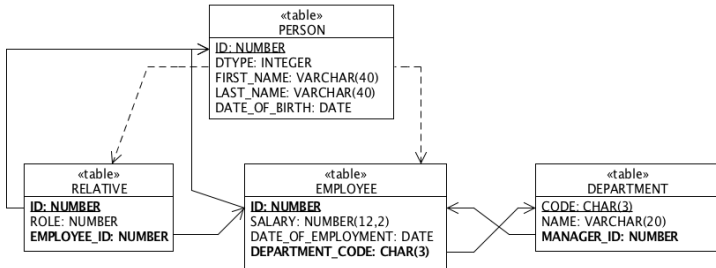 «table»
PERSON
ID: NUMBER
DTYPE: INTEGER
FIRST_NAME: VARCHAR(40)
LAST_NAME: VARCHAR(40)
DATE_OF_BIRTH: DATE
«table»
RELATIVE
ID: NUMBER
ROLE: NUMBER
EMPLOYEE_ID: NUMBER
«table»
EMPLOYEE
ID: NUMBER
SALARY: NUMBER(12,2)
DATE_OF_EMPLOYMENT: DATE
DEPARTMENT_CODE: CHAR(3)
«table»
DEPARTMENT
CODE: CHAR(3)
NAME: VARCHAR(20)
MANAGER_ID: NUMBER